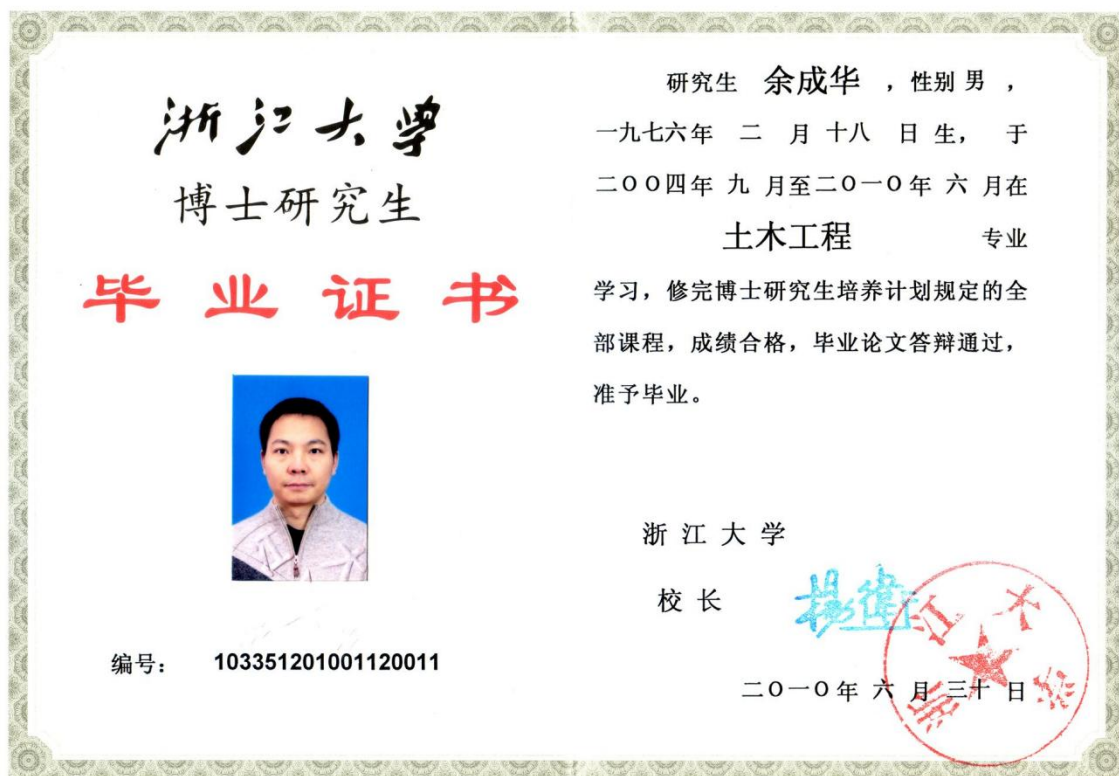 浙江大学
博士研究生
毕业证书
编号： 103351201001120011
研究生 余成华 ，性别 男 ，
一九七六年 二 月 十八 日 生， 于
二〇〇四年 九 月至二〇一〇年 六 月在
土木工程 专业
学习，修完博士研究生培养计划规定的全
部课程，成绩合格，毕业论文答辩通过，
准予毕业。
浙江大学
校长 杨卫
二〇一〇年 六 月 三十 日
浙江大学